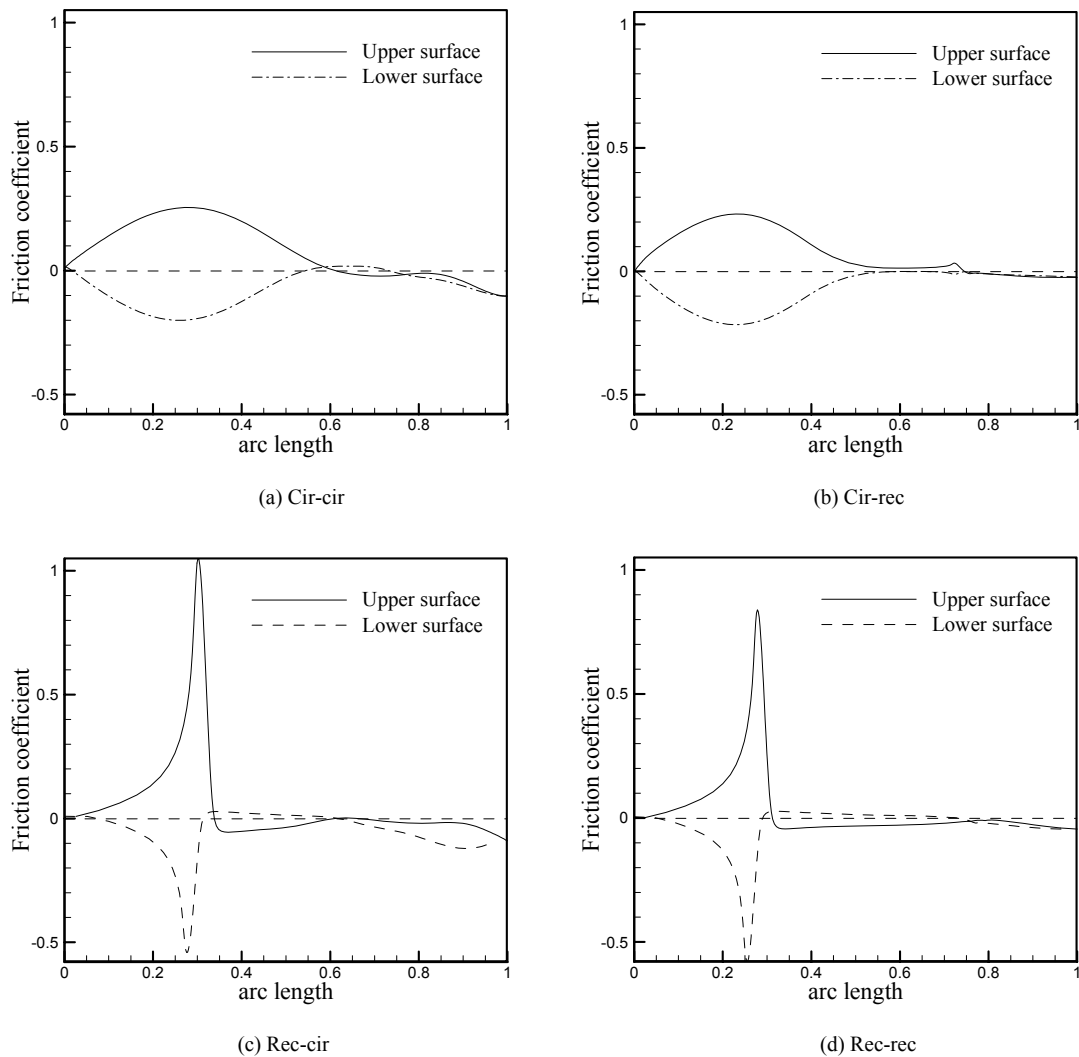 1
0.5
0
-0.5
Friction coefficient
Upper surface
Lower surface
0 0.2 0.4 0.6 0.8 1
arc length
(a) Cir-cir
1
0.5
0
-0.5
Friction coefficient
Upper surface
Lower surface
0 0.2 0.4 0.6 0.8 1
arc length
(b) Cir-rec
1
0.5
0
-0.5
Friction coefficient
Upper surface
Lower surface
0 0.2 0.4 0.6 0.8 1
arc length
(c) Rec-cir
1
0.5
0
-0.5
Friction coefficient
Upper surface
Lower surface
0 0.2 0.4 0.6 0.8 1
arc length
(d) Rec-rec